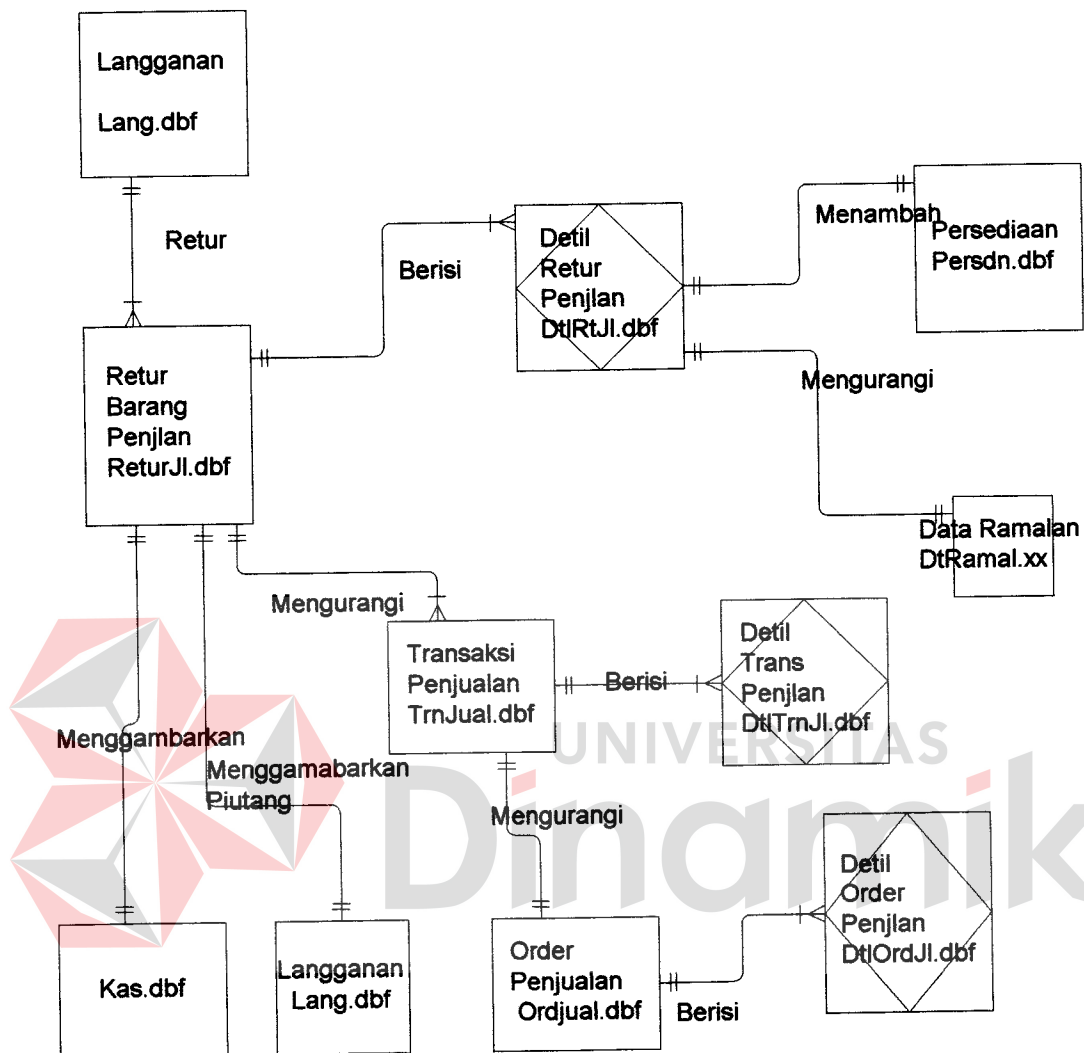 Langganan
Lang.dbf
Retur
Berisi
Detil
Retur
Penjlan
DtlRtJl.dbf
Menambah
Persediaan
Persdn.dbf
Mengurangi
Data Ramalan
DtRamal.xx
Retur
Barang
Penjlan
ReturJl.dbf
Mengurangi
Transaksi
Penjualan
TrnJual.dbf
Berisi
Detil
Trans
Penjlan
DtlTrnJl.dbf
Menggambarkan
Menggamabarkan
Piutang
Mengurangi
UNIVERSITAS
Dinamik
Detil
Order
Penjlan
DtlOrdJl.dbf
Kas.dbf
Langganan
Lang.dbf
Order
Penjualan
Ordjual.dbf
Berisi